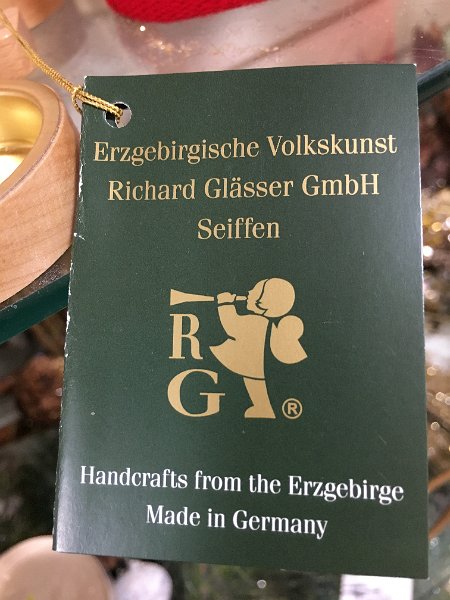 Erzgebirgische Volkskunst
Richard Glässer GmbH
Seiffen
R
G ®
Handcrafts from the Erzgebirge
Made in Germany